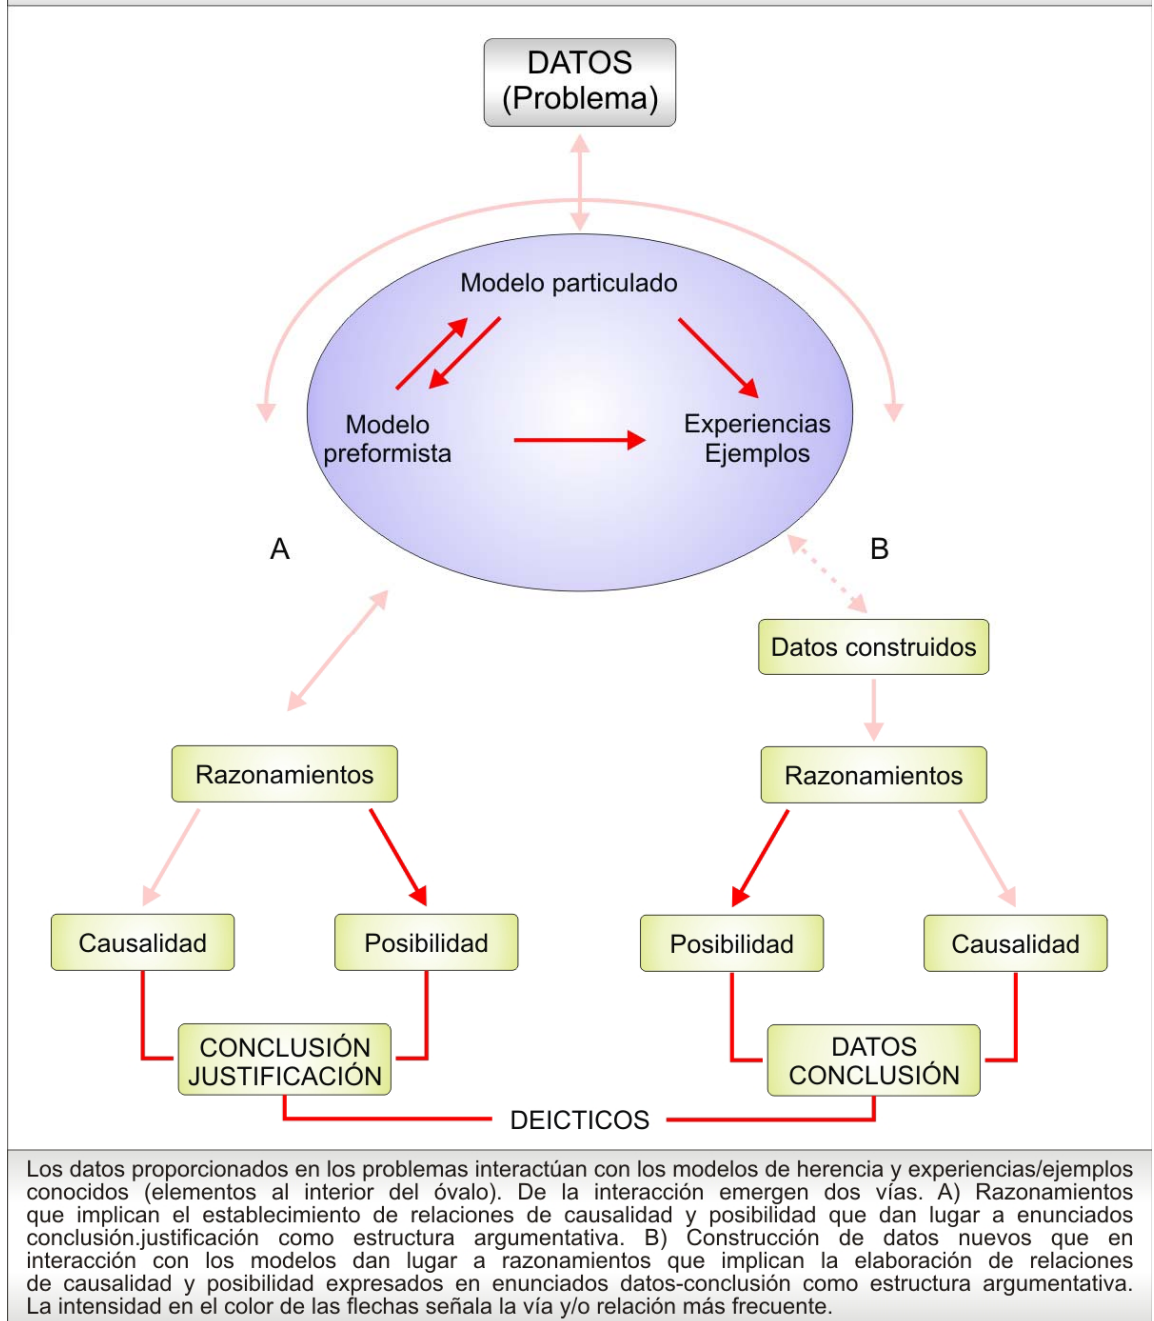 DATOS
(Problema)
Modelo particulado
Modelo
preformista
Experiencias
Ejemplos
A
B
Datos construidos
Razonamientos
Razonamientos
Causalidad
Posibilidad
Posibilidad
Causalidad
CONCLUSIÓN
JUSTIFICACIÓN
DATOS
CONCLUSIÓN
DEICTICOS
Los datos proporcionados en los problemas interactúan con los modelos de herencia y experiencias/ejemplos
conocidos (elementos al interior del óvalo). De la interacción emergen dos vías. A) Razonamientos
que implican el establecimiento de relaciones de causalidad y posibilidad que dan lugar a enunciados
conclusión.justificación como estructura argumentativa. B) Construcción de datos nuevos que en
interacción con los modelos dan lugar a razonamientos que implican la elaboración de relaciones
de causalidad y posibilidad expresados en enunciados datos-conclusión como estructura argumentativa.
La intensidad en el color de las flechas señala la vía y/o relación más frecuente.